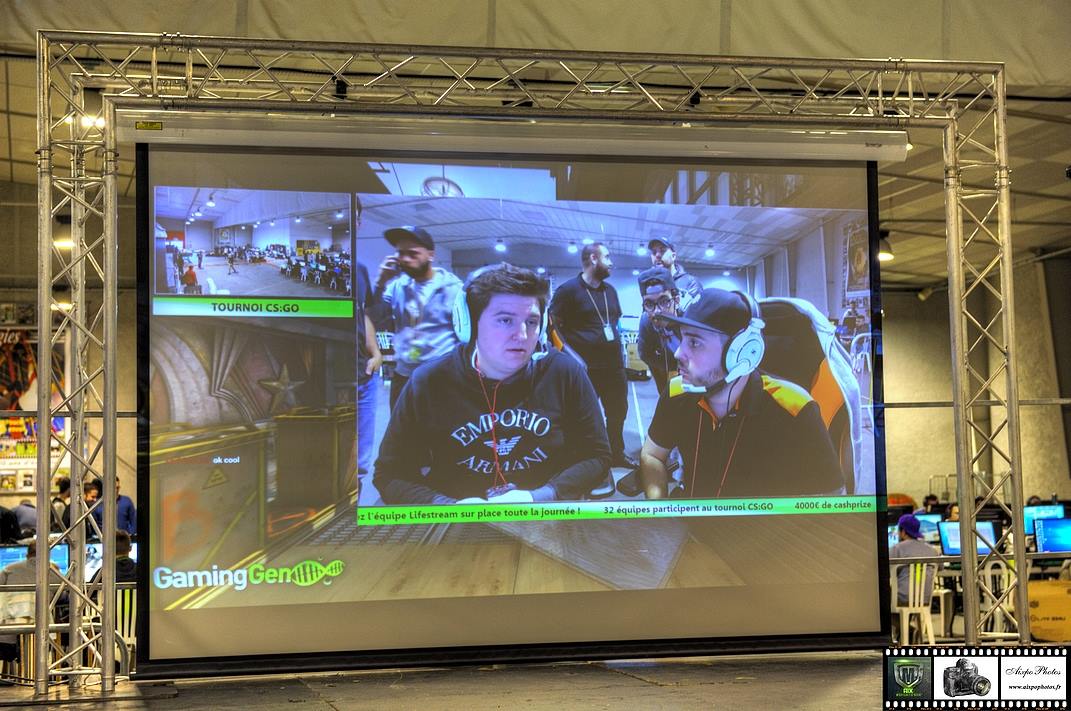 TOURNOI CS:GO
ok cool
EMPORIO
ARMANI
z l'équipe Lifestream sur place toute la journée ! 32 équipes participent au tournoi CS:GO 4000€ de cashprize
GamingGen
AIX
Aixpo Photos
www.aixpophotos.fr